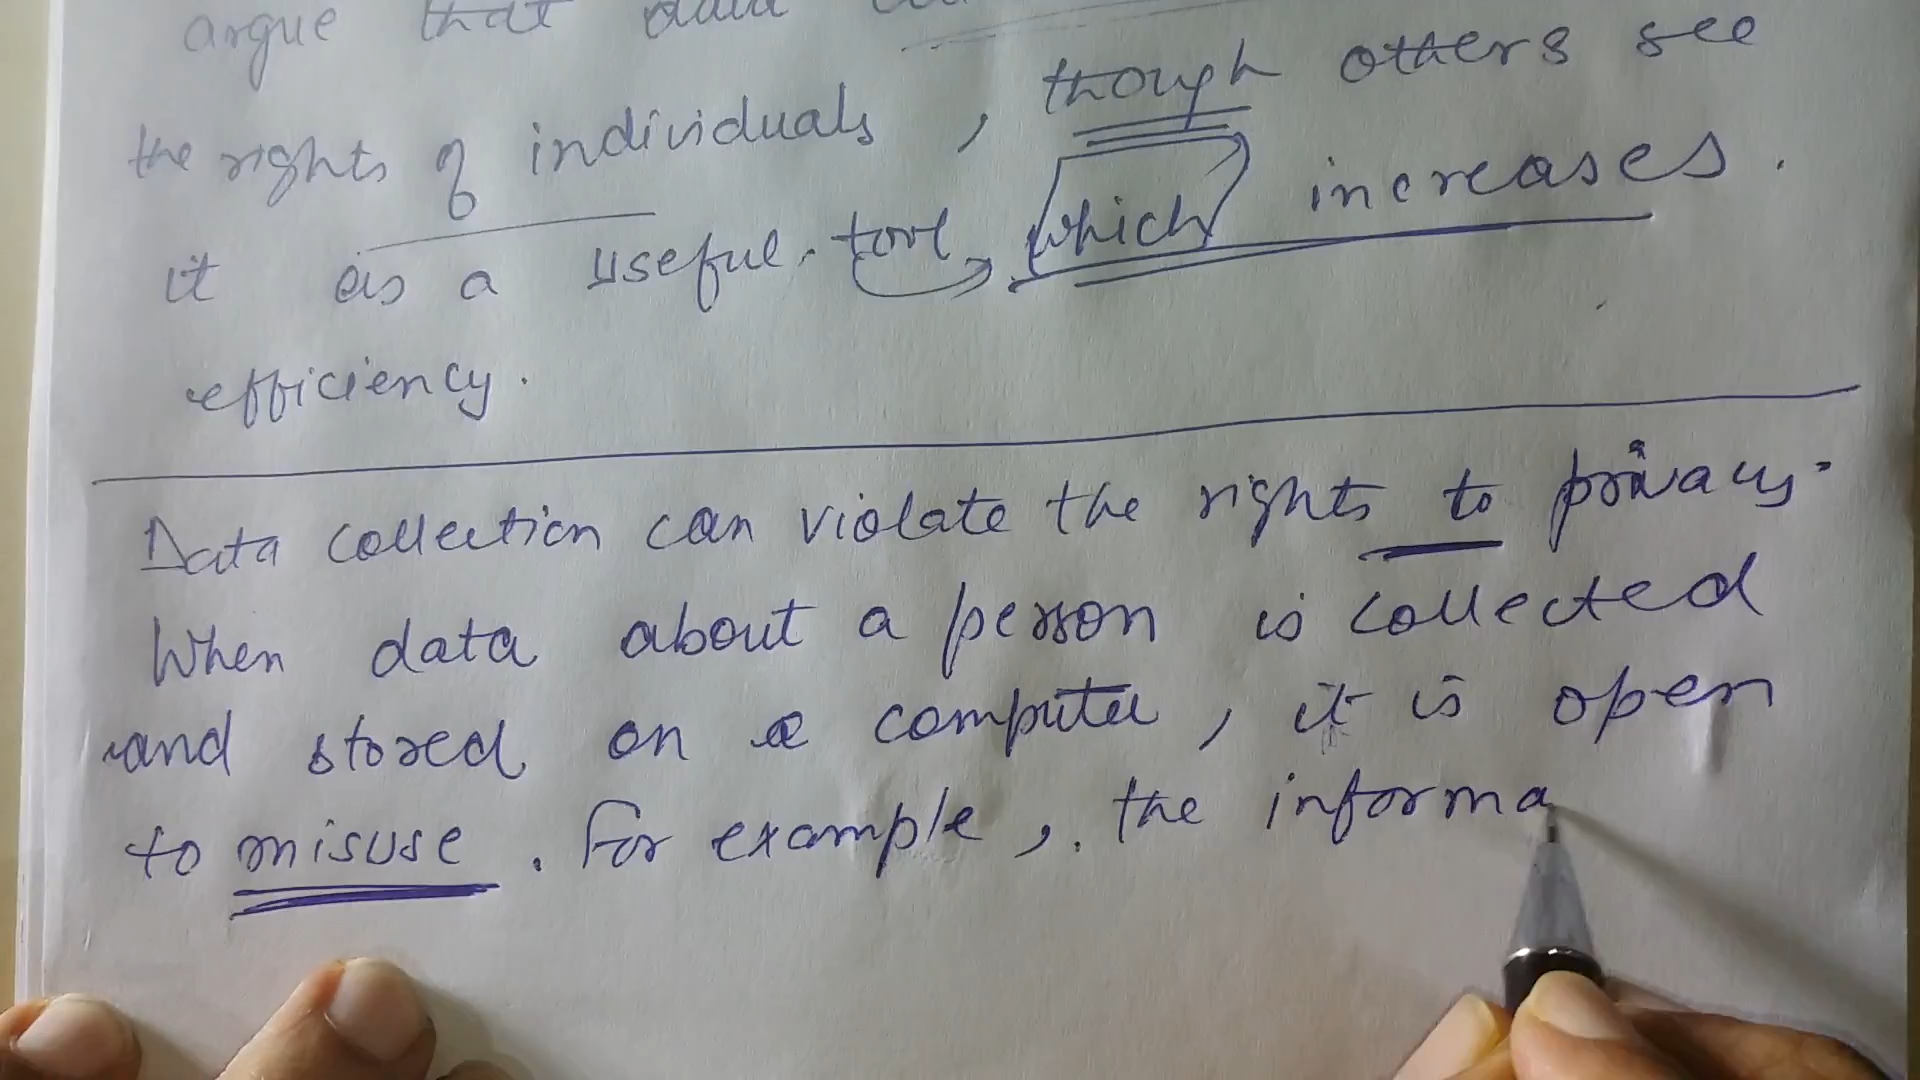 argue that data
the rights of individuals, though others see
it as a useful tool, which increases.
efficiency.
Data collection can violate the rights to privacy.
When data about a person is collected
and stored on a computer, it is open
to misuse. For example, the informa